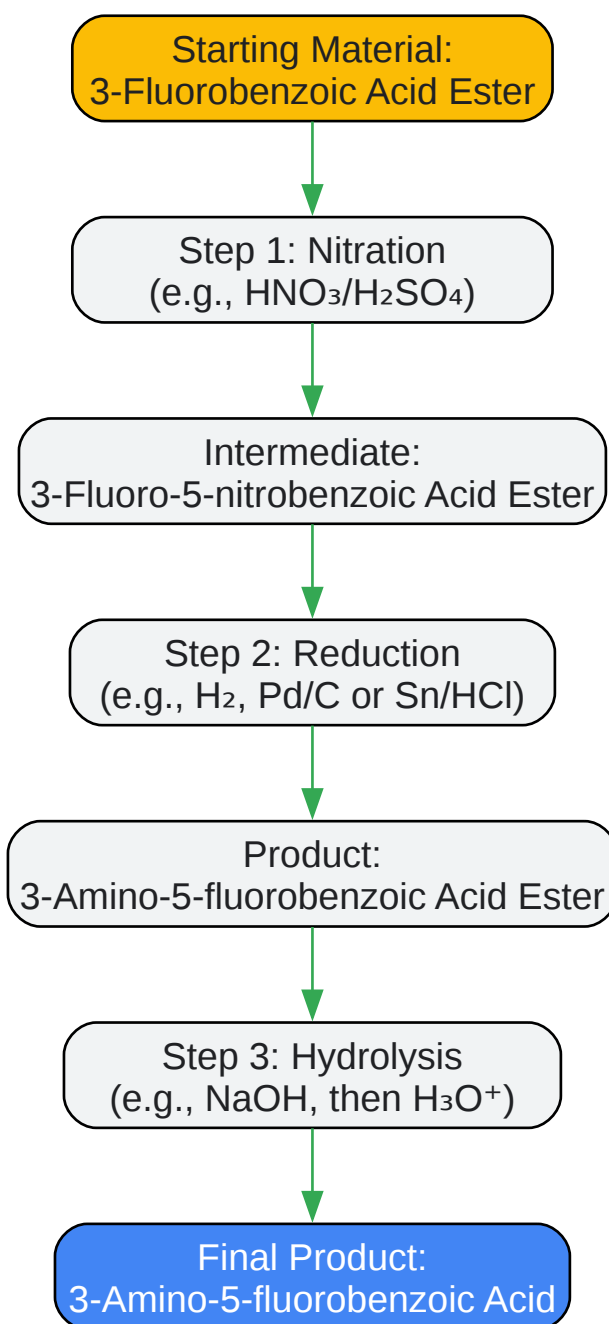 Starting Material:
3-Fluorobenzoic Acid Ester
Step 1: Nitration
(e.g., HNO₃/H₂SO₄)
Intermediate:
3-Fluoro-5-nitrobenzoic Acid Ester
Step 2: Reduction
(e.g., H₂, Pd/C or Sn/HCl)
Product:
3-Amino-5-fluorobenzoic Acid Ester
Step 3: Hydrolysis
(e.g., NaOH, then H₃O⁺)
Final Product:
3-Amino-5-fluorobenzoic Acid